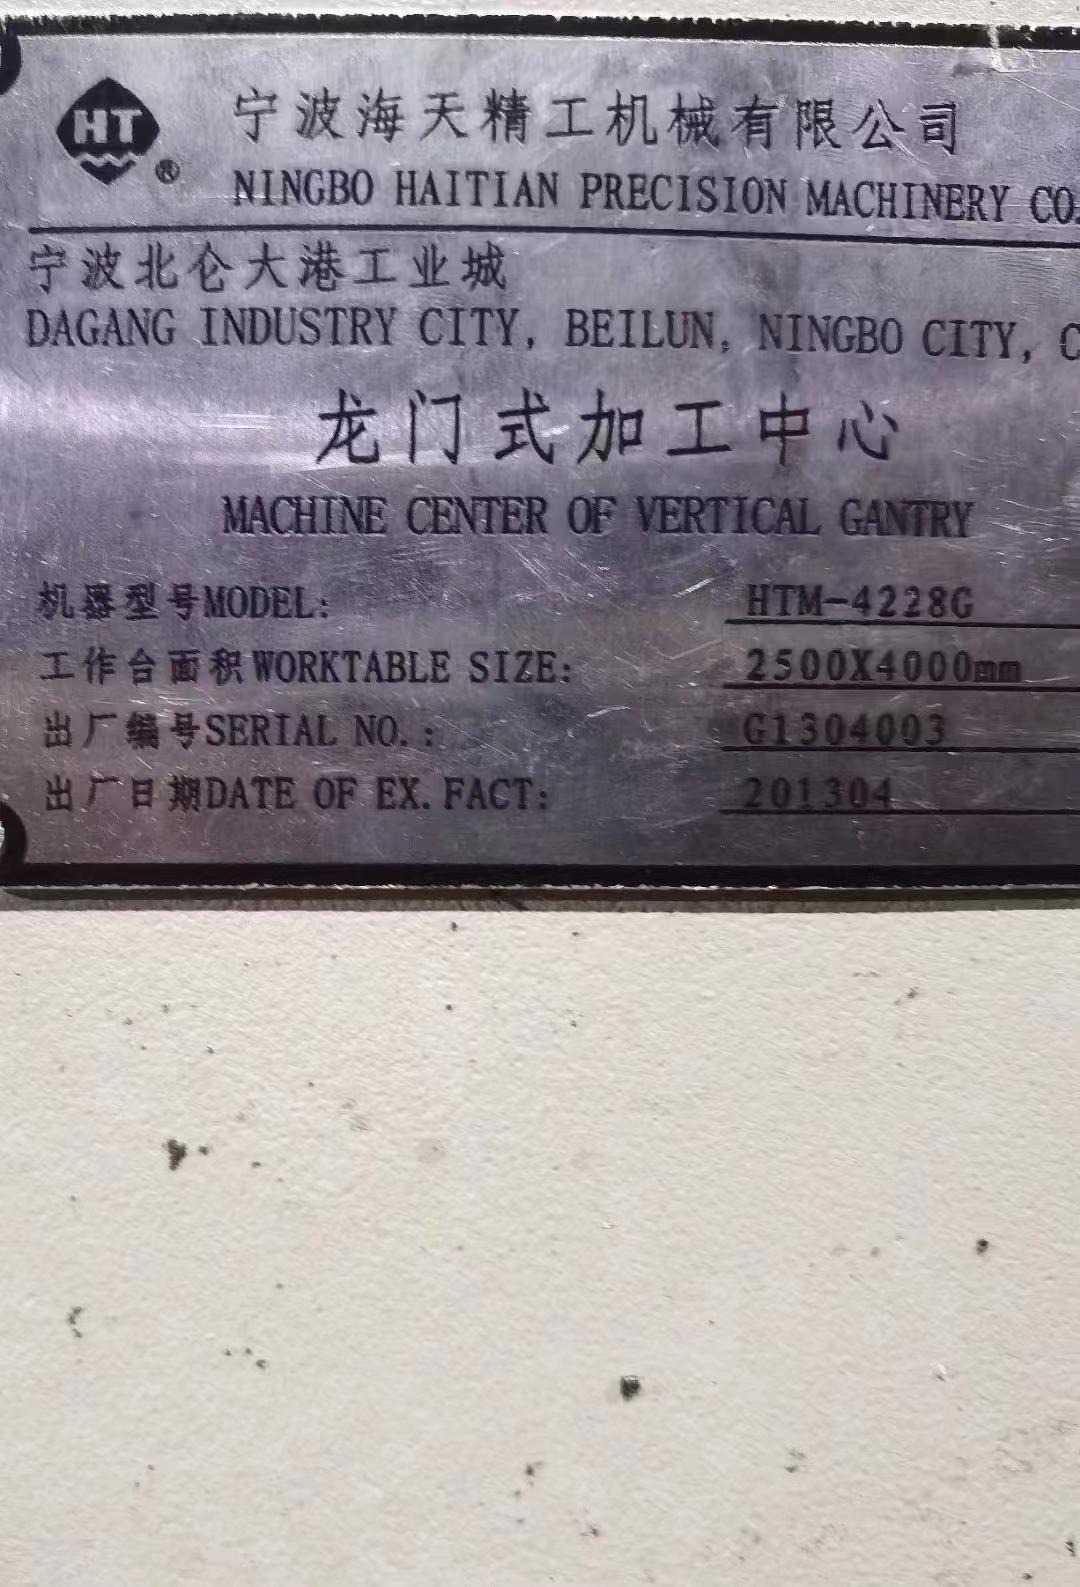 HT ®
宁波海天精工机械有限公司
NINGBO HAITIAN PRECISION MACHINERY CO.
宁波北仑大港工业城
DAGANG INDUSTRY CITY, BEILUN, NINGBO CITY, C
龙门式加工中心
MACHINE CENTER OF VERTICAL GANTRY
机器型号MODEL: HTM-4228G
工作台面积WORKTABLE SIZE: 2500X4000mm
出厂编号SERIAL NO.: G1304003
出厂日期DATE OF EX.FACT: 201304